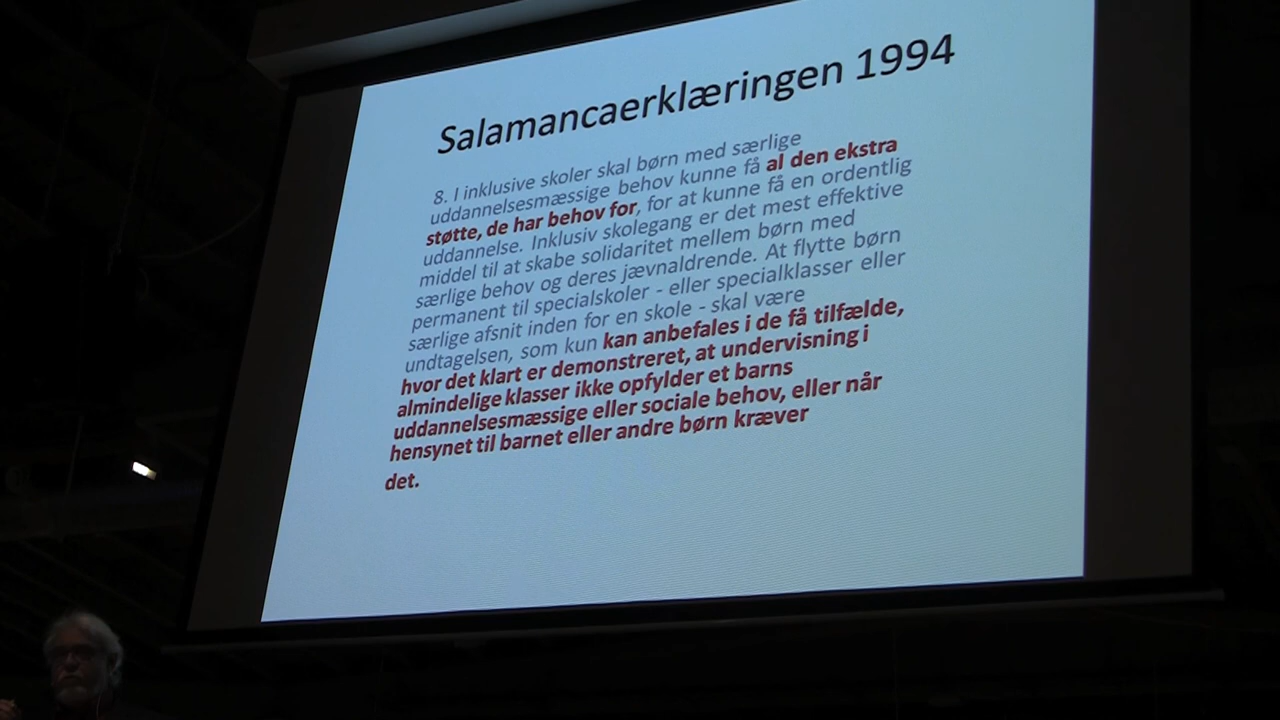 Salamancaerklæringen 1994
8. I inklusive skoler skal børn med særlige
uddannelsesmæssige behov kunne få al den ekstra
støtte, de har behov for, for at kunne få en ordentlig
uddannelse. Inklusiv skolegang er det mest effektive
middel til at skabe solidaritet mellem børn med
særlige behov og deres jævnaldrende. At flytte børn
permanent til specialskoler - eller specialklasser eller
særlige afsnit inden for en skole - skal være
undtagelsen, som kun kan anbefales i de få tilfælde,
hvor det klart er demonstreret, at undervisning i
almindelige klasser ikke opfylder et barns
uddannelsesmæssige eller sociale behov, eller når
hensynet til barnet eller andre børn kræver
det.